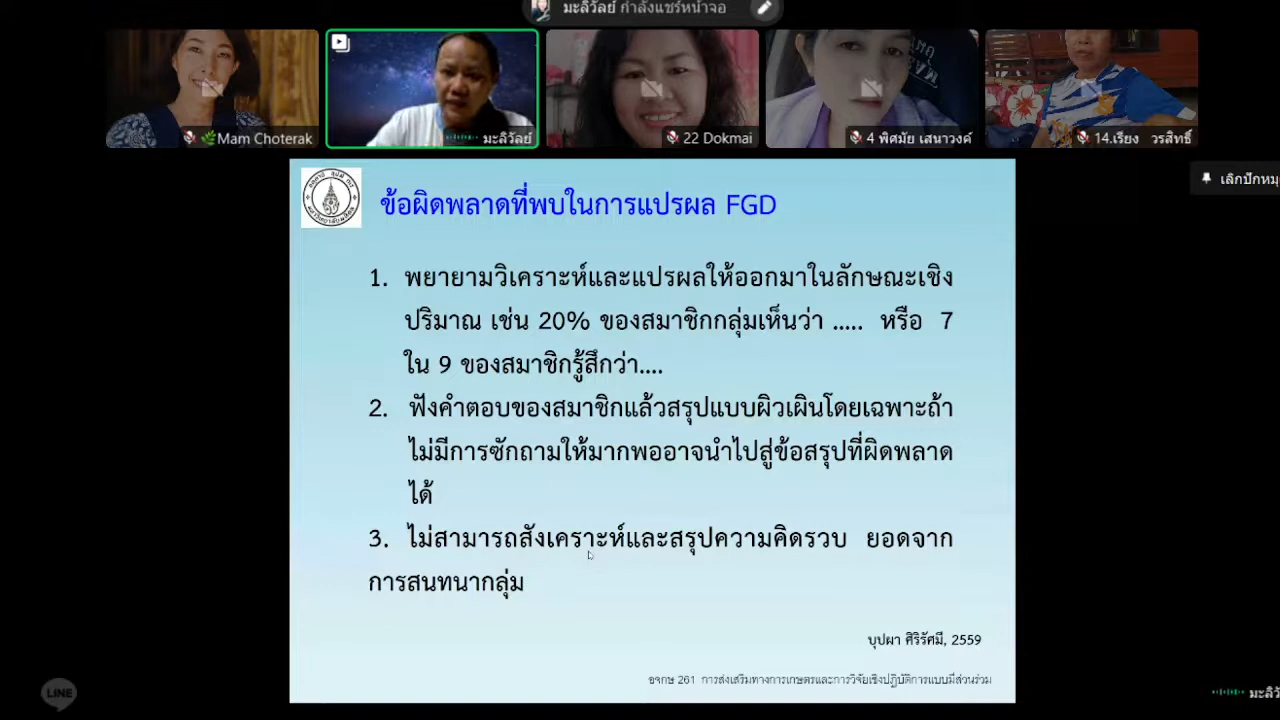 มะลิวัลย์ กำลังแชร์หน้าจอ
Mam Choterak
มะลิวัลย์
22 Dokmai
4 พิศมัย เสนาวงค์
14.เรียง วรสิทธิ์
เลิกปักหมุ
ข้อผิดพลาดที่พบในการแปรผล FGD
1. พยายามวิเคราะห์และแปรผลให้ออกมาในลักษณะเชิง
ปริมาณ เช่น 20% ของสมาชิกกลุ่มเห็นว่า ..... หรือ 7
ใน 9 ของสมาชิกรู้สึกว่า....
2. ฟังคำตอบของสมาชิกแล้วสรุปแบบผิวเผินโดยเฉพาะถ้า
ไม่มีการซักถามให้มากพออาจนำไปสู่ข้อสรุปที่ผิดพลาด
ได้
3. ไม่สามารถสังเคราะห์และสรุปความคิดรวบ ยอดจาก
การสนทนากลุ่ม
บุปผา ศิริรัศมี, 2559
อจกษ 261 การส่งเสริมทางการเกษตรและการวิจัยเชิงปฏิบัติการแบบมีส่วนร่วม
LINE
มะลิวั